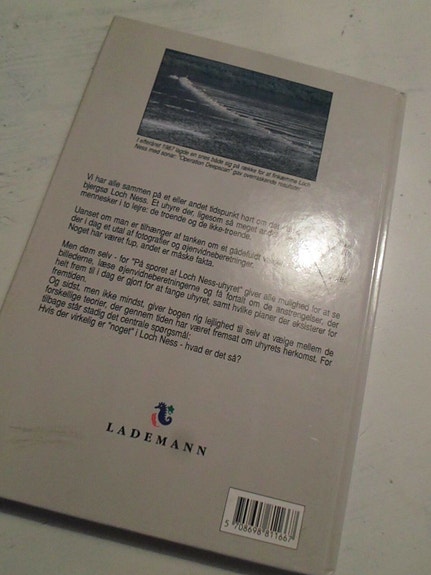 I efteråret 1987 lagde en snes både sig på række for at finkæmme Loch
Ness med sonar: "Operation Deepscan" gav overraskende resultater.
Vi har alle sammen på et eller andet tidspunkt hørt om
bjergsø Loch Ness. Et uhyre der, ligesom så meget andet
mennesker i to lejre: de troende og de ikke-troende.
Uanset om man er tilhænger af tanken om et gådefuldt
der i dag et utal af fotografier og øjenvidneberetninger.
Noget har været fup, andet er måske fakta.
Men døm selv - for "På sporet af Loch Ness-uhyret" giver alle mulighed for at se
billederne, læse øjenvidneberetningerne og få fortalt om de anstrengelser, der
helt frem til i dag er gjort for at fange uhyret, samt hvilke planer der eksisterer for
fremtiden.
Og sidst, men ikke mindst, giver bogen rig lejlighed til selv at vælge mellem de
forskellige teorier, der gennem tiden har været fremsat om uhyrets herkomst. For
tilbage står stadig det centrale spørgsmål:
Hvis der virkelig er "noget" i Loch Ness - hvad er det så?
LADEMANN
5 708698 811667